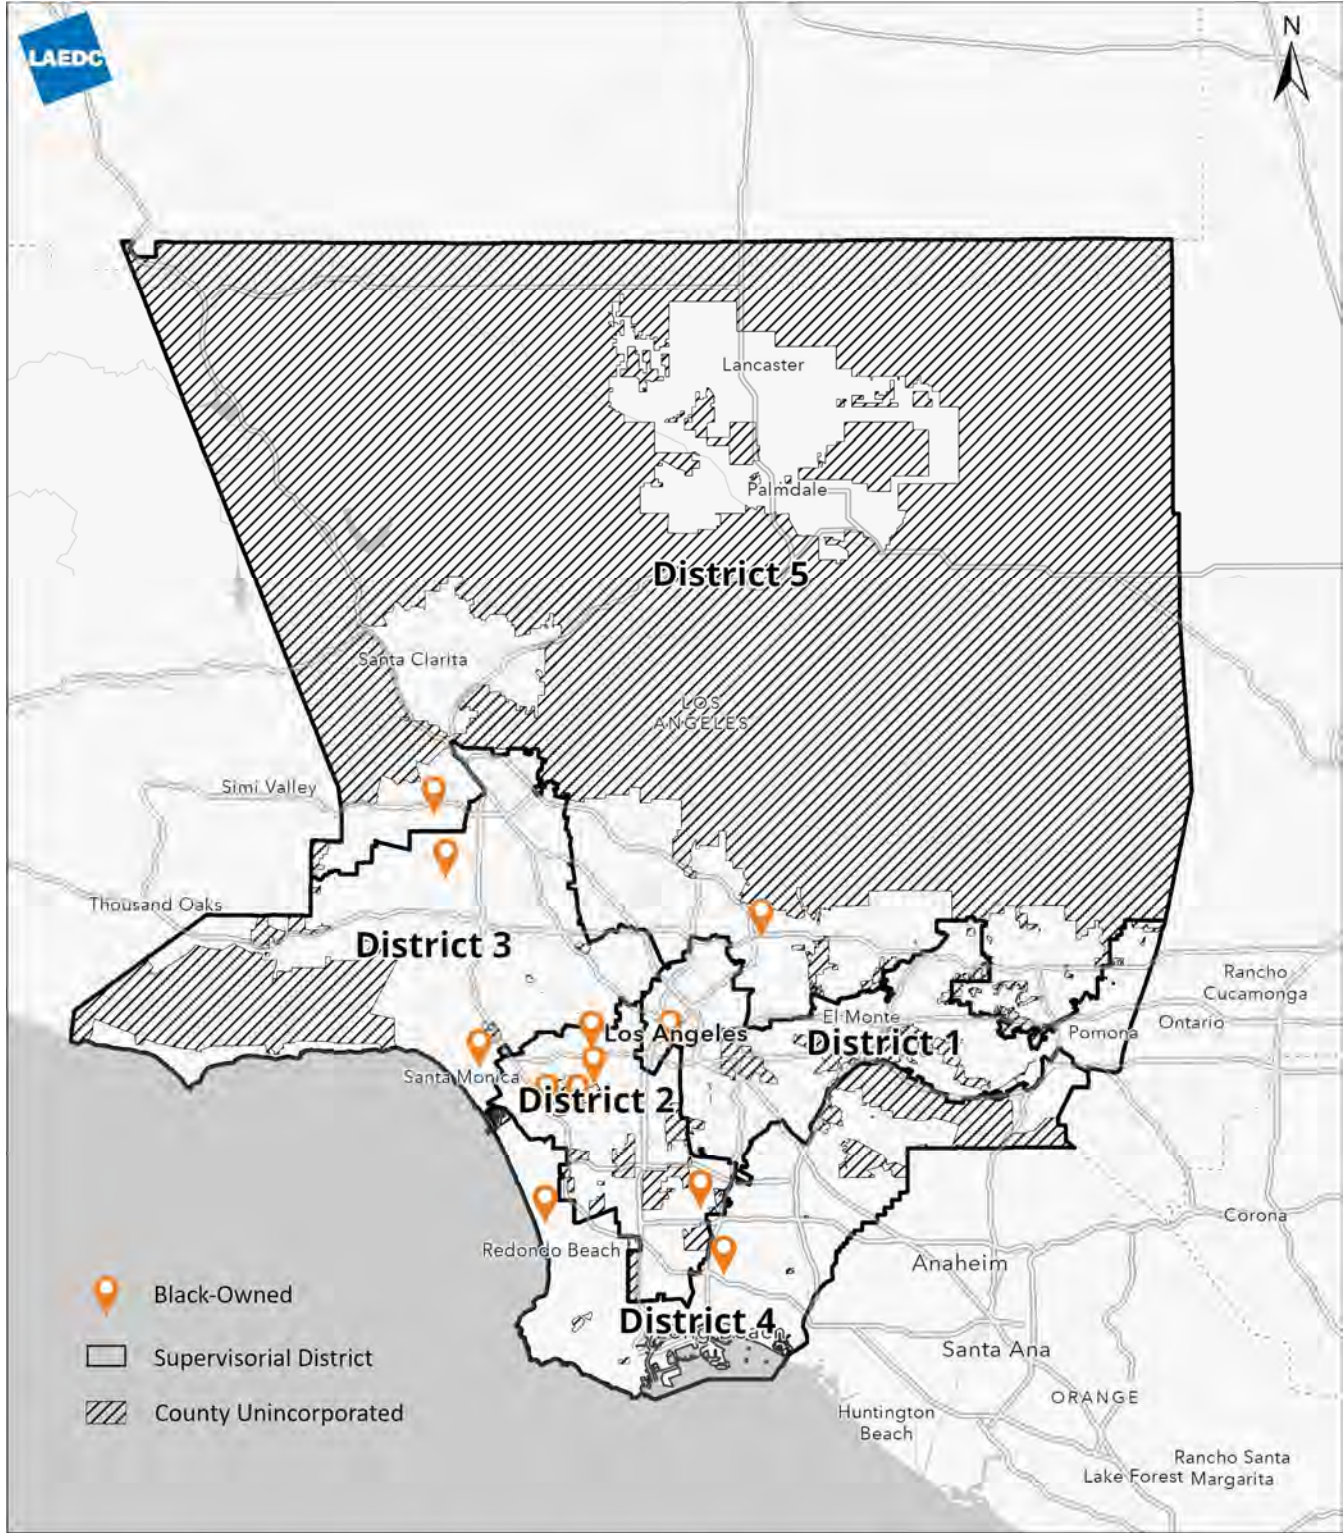 LAEDC
N
Lancaster
Palmdale
District 5
Santa Clarita
LOS
ANGELES
Simi Valley
Thousand Oaks
District 3
Rancho
Cucamonga
El Monte
Los Angeles
District 1
Pomona
Ontario
Santa Monica
District 2
Corona
Redondo Beach
Anaheim
Black-Owned
District 4
Santa Ana
Supervisorial District
ORANGE
County Unincorporated
Huntington
Beach
Rancho Santa
Margarita
Lake Forest